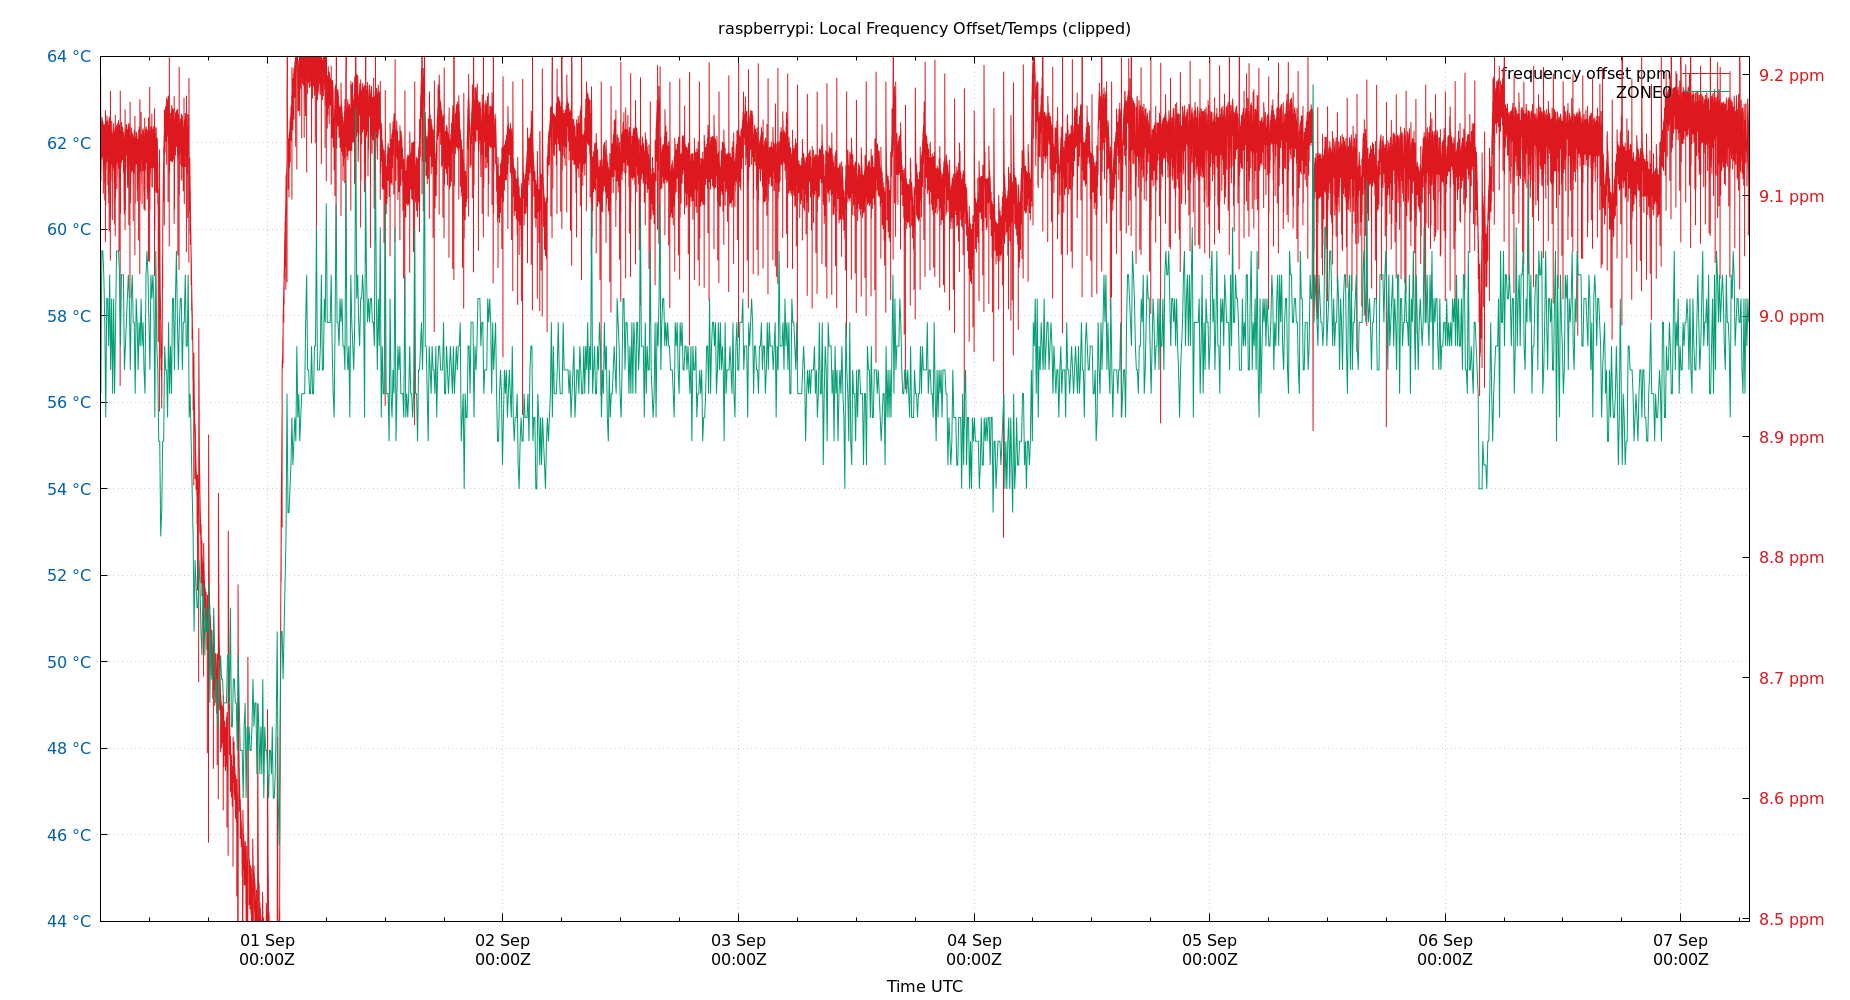 raspberrypi: Local Frequency Offset/Temps (clipped)
64 °C
62 °C
60 °C
58 °C
56 °C
54 °C
52 °C
50 °C
48 °C
46 °C
44 °C
frequency offset ppm
ZONE0
9.2 ppm
9.1 ppm
9.0 ppm
8.9 ppm
8.8 ppm
8.7 ppm
8.6 ppm
8.5 ppm
01 Sep
00:00Z
02 Sep
00:00Z
03 Sep
00:00Z
04 Sep
00:00Z
05 Sep
00:00Z
06 Sep
00:00Z
07 Sep
00:00Z
Time UTC